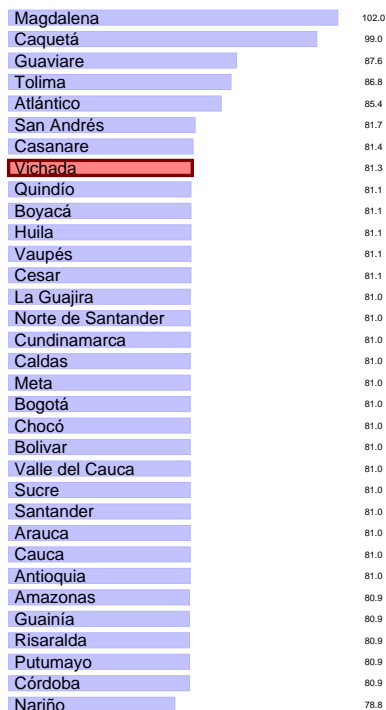 Magdalena 102.0
Caquetá 99.0
Guaviare 87.6
Tolima 86.8
Atlántico 85.4
San Andrés 81.7
Casanare 81.4
Vichada 81.3
Quindío 81.1
Boyacá 81.1
Huila 81.1
Vaupés 81.1
Cesar 81.1
La Guajira 81.0
Norte de Santander 81.0
Cundinamarca 81.0
Caldas 81.0
Meta 81.0
Bogotá 81.0
Chocó 81.0
Bolivar 81.0
Valle del Cauca 81.0
Sucre 81.0
Santander 81.0
Arauca 81.0
Cauca 81.0
Antioquia 81.0
Amazonas 80.9
Guainía 80.9
Risaralda 80.9
Putumayo 80.9
Córdoba 80.9
Nariño 78.8